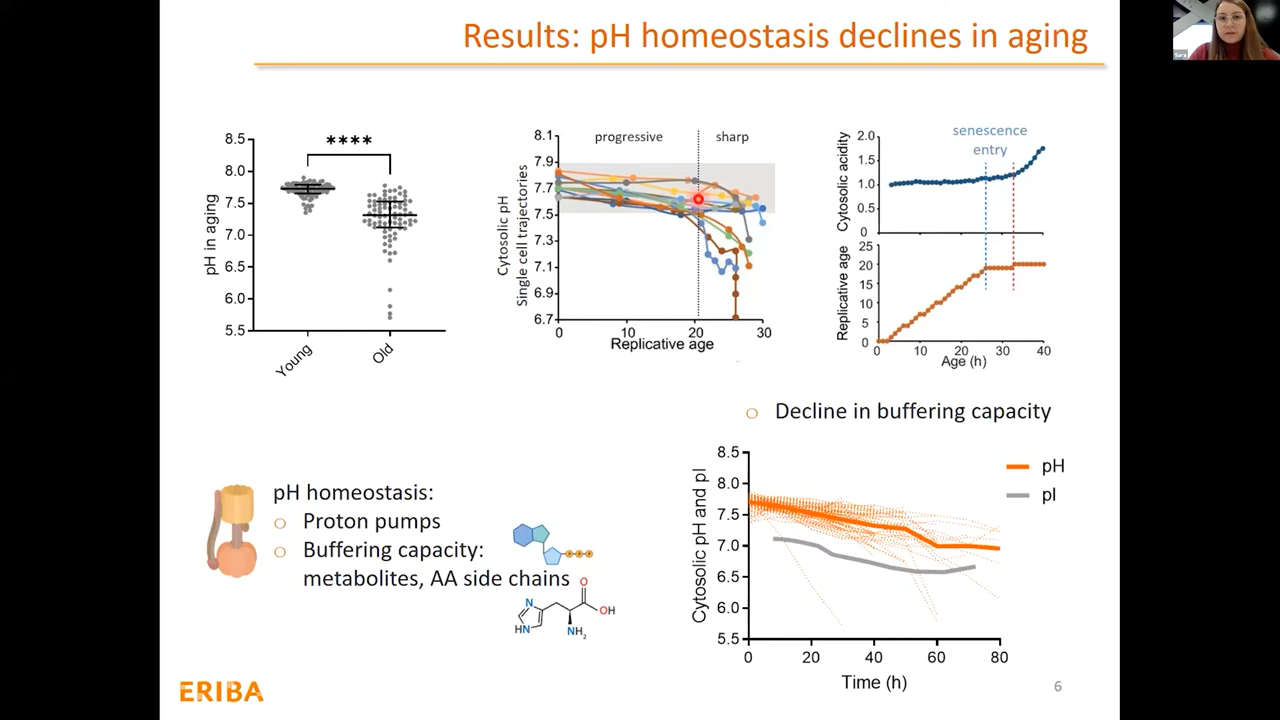 Results: pH homeostasis declines in aging
****
pH in aging
8.5
8.0
7.5
7.0
6.5
6.0
5.5
Young
Old
progressive
sharp
Cytosolic pH
Single cell trajectories
8.1
7.9
7.7
7.5
7.3
7.1
6.9
6.7
0
10
20
30
Replicative age
senescence
entry
Cytosolic acidity
2.0
1.5
1.0
0.5
0
Replicative age
25
20
15
10
5
0
0
10
20
30
40
Age (h)
Decline in buffering capacity
pH homeostasis:
Proton pumps
Buffering capacity:
metabolites, AA side chains
N
HN
O
OH
NH2
Cytosolic pH and pI
8.5
8.0
7.5
7.0
6.5
6.0
5.5
0
20
40
60
80
Time (h)
pH
pI
ERIBA
6